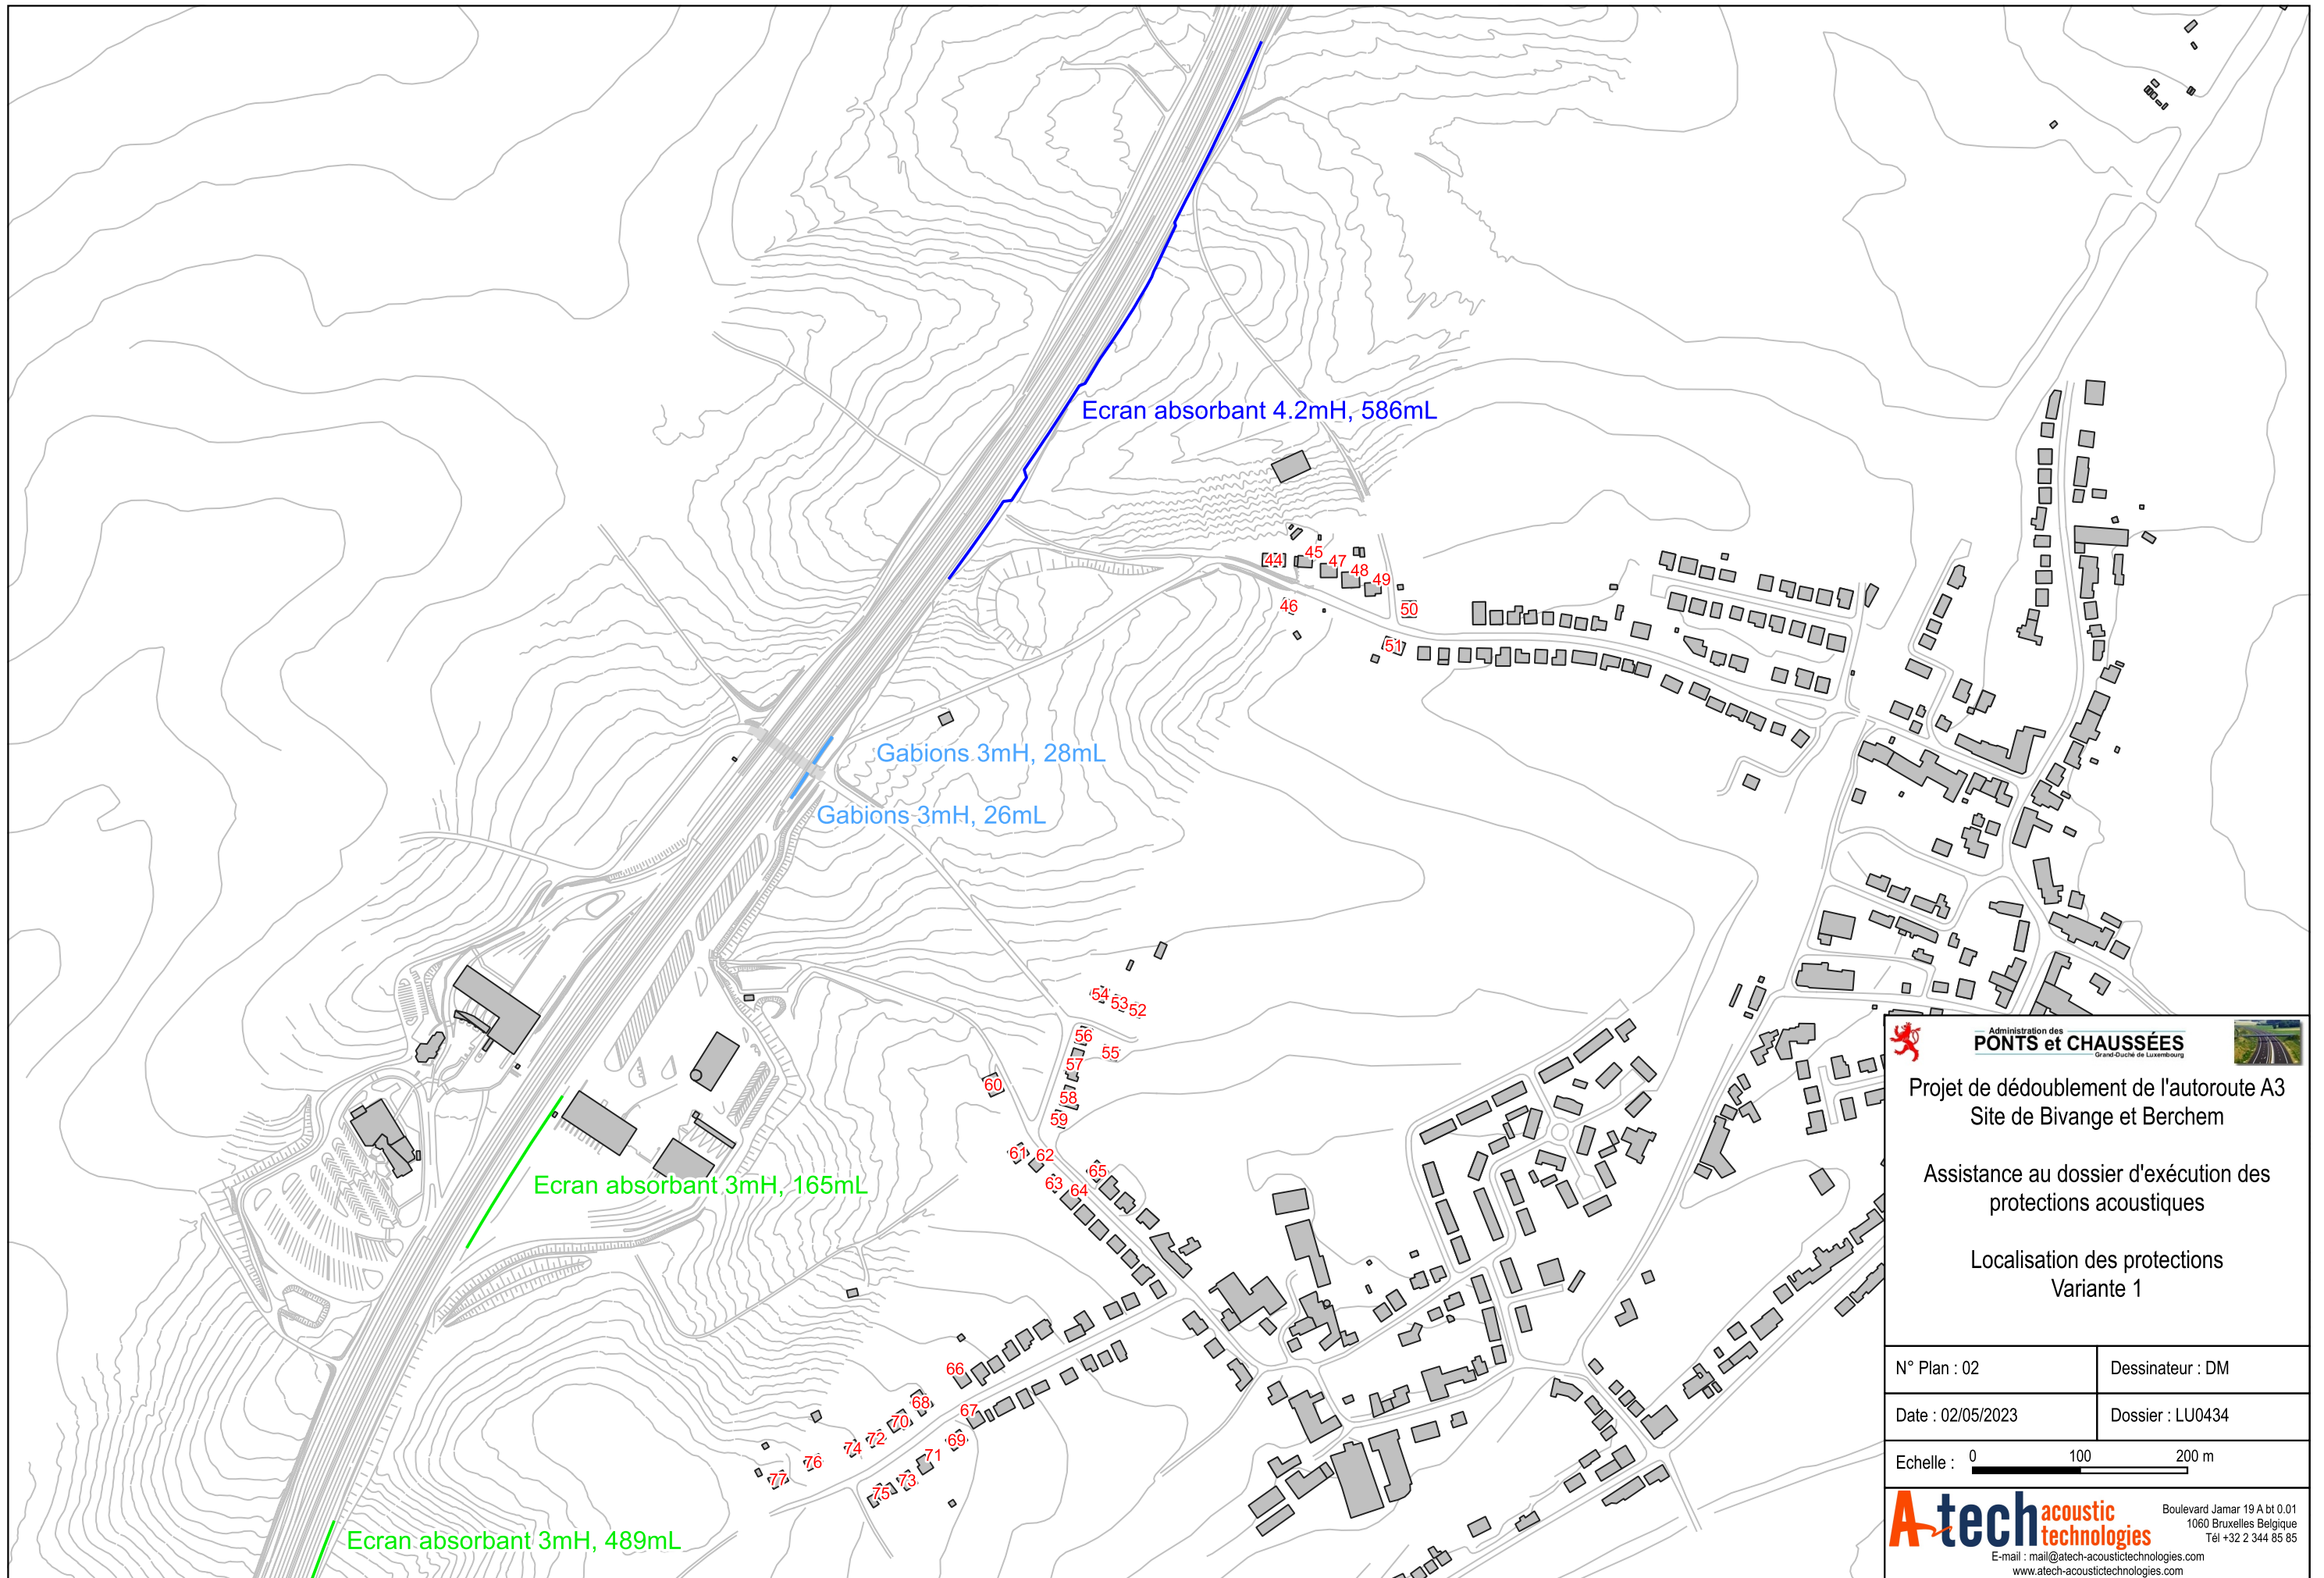 Ecran absorbant 4.2mH, 586mL
44
45
47
48
49
46
50
51
Gabions 3mH, 28mL
Gabions 3mH, 26mL
54
53
52
56
55
57
60
58
59
61
62
65
63
64
Ecran absorbant 3mH, 165mL
66
68
67
70
72
69
74
71
76
73
77
75
Ecran absorbant 3mH, 489mL
Administration des
PONTS et CHAUSSÉES
Grand-Duché de Luxembourg
Projet de dédoublement de l'autoroute A3
Site de Bivange et Berchem
Assistance au dossier d'exécution des
protections acoustiques
Localisation des protections
Variante 1
N° Plan : 02
Dessinateur : DM
Date : 02/05/2023
Dossier : LU0434
Echelle : 0 100 200 m
A-tech acoustic technologies
Boulevard Jamar 19 A bt 0.01
1060 Bruxelles Belgique
Tél +32 2 344 85 85
E-mail : mail@atech-acoustictechnologies.com
www.atech-acoustictechnologies.com